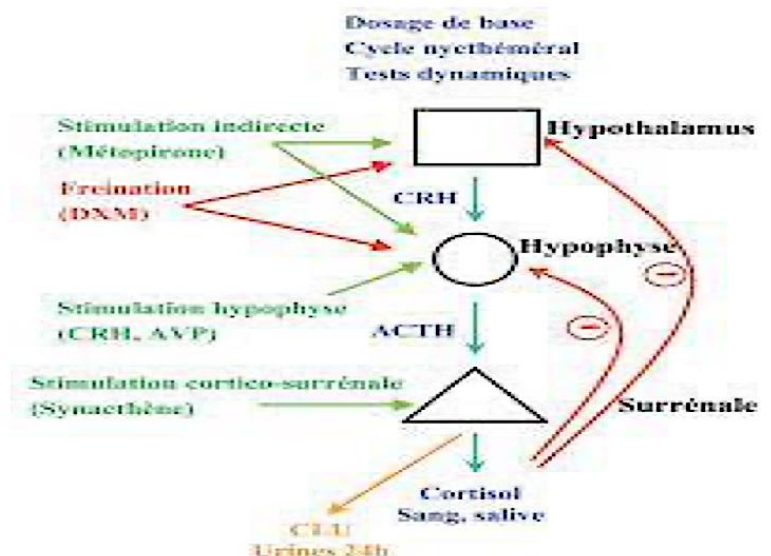 Dosage de base
Cycle nycthéméral
Tests dynamiques
Stimulation indirecte
(Métopirone)
Hypothalamus
Freination
(DXM)
CRH
Hypophyse
Stimulation hypophyse
(CRH, AVP)
ACTH
Stimulation cortico-surrénale
(Synacthène)
Surrénale
Cortisol
Sang, salive
CLU
Urines 24h